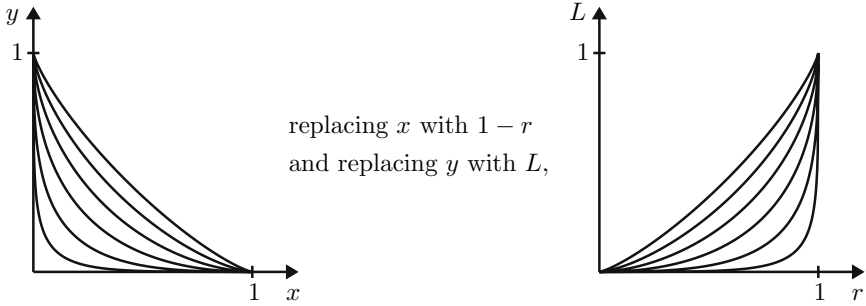 y
L
1
1
replacing x with 1 − r
and replacing y with L,
1
x
1
r